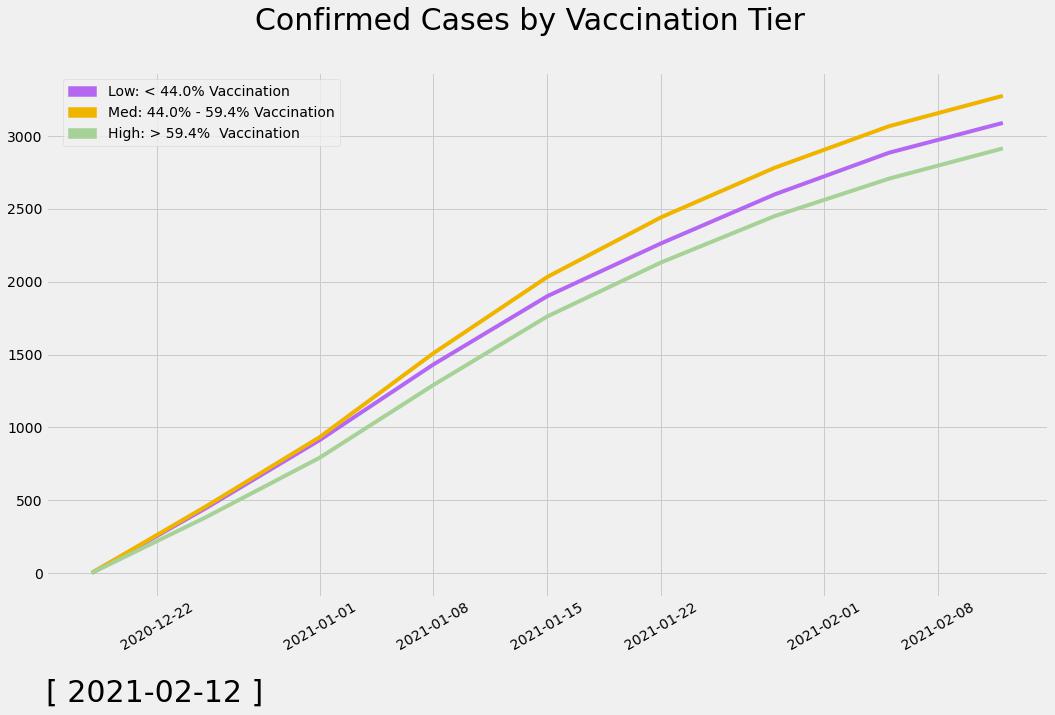 Confirmed Cases by Vaccination Tier
Low: < 44.0% Vaccination
Med: 44.0% - 59.4% Vaccination
High: > 59.4%  Vaccination
3000
2500
2000
1500
1000
500
0
2020-12-22
2021-01-01
2021-01-08
2021-01-15
2021-01-22
2021-02-01
2021-02-08
[ 2021-02-12 ]